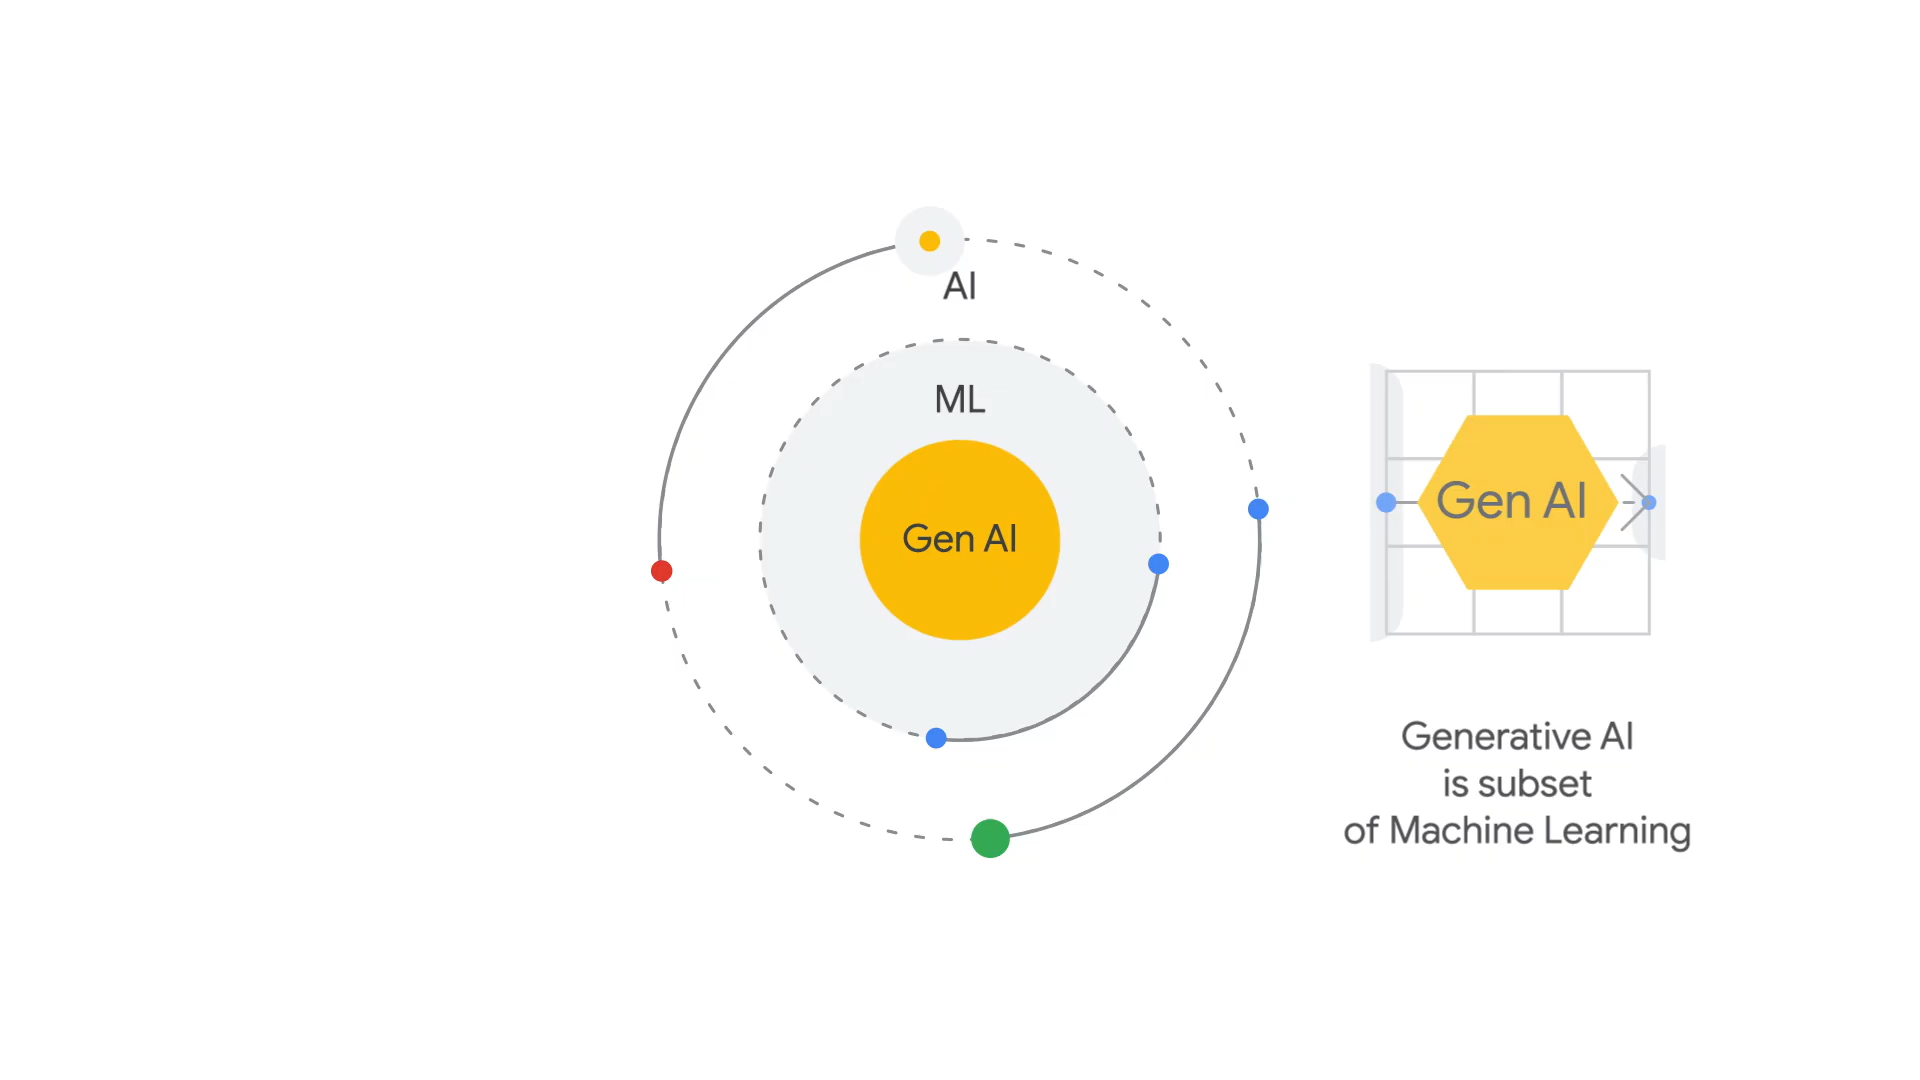 AI
ML
Gen AI
Gen AI
Generative AI
is subset
of Machine Learning